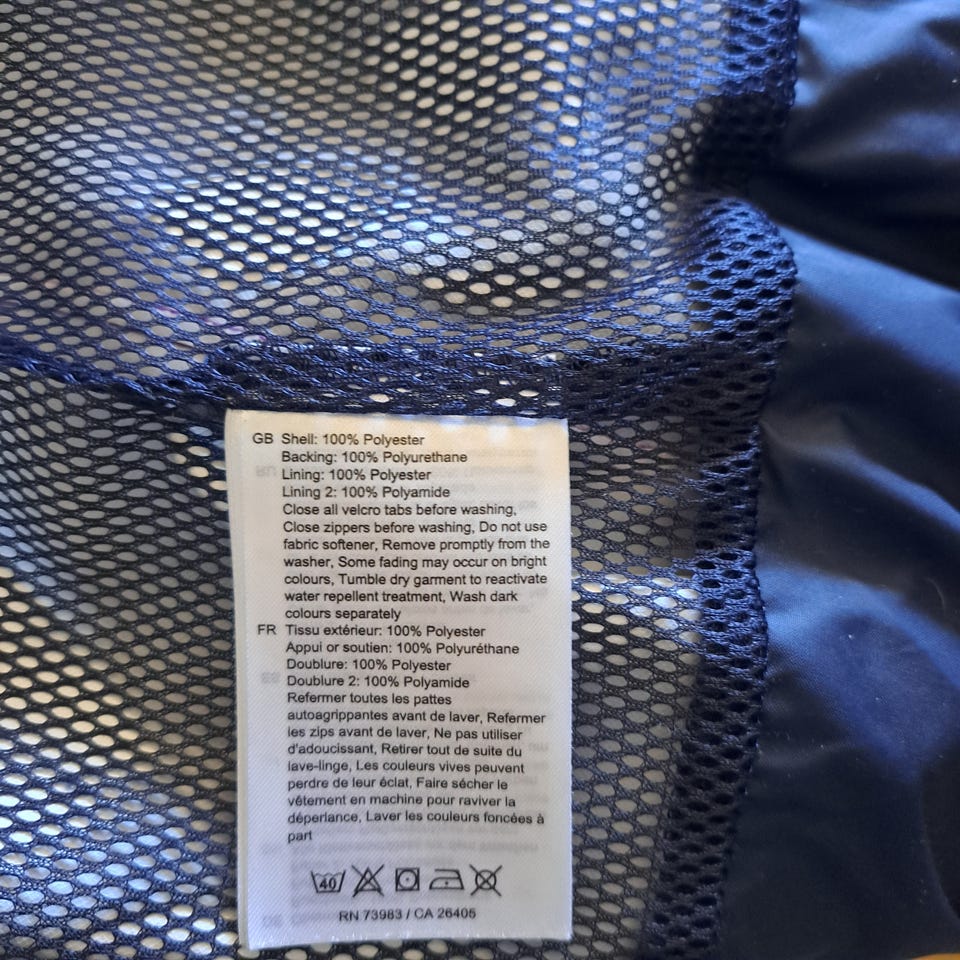 GB Shell: 100% Polyester
Backing: 100% Polyurethane
Lining: 100% Polyester
Lining 2: 100% Polyamide
Close all velcro tabs before washing,
Close zippers before washing, Do not use
fabric softener, Remove promptly from the
washer, Some fading may occur on bright
colours, Tumble dry garment to reactivate
water repellent treatment, Wash dark
colours separately
FR Tissu extérieur: 100% Polyester
Appui or soutien: 100% Polyuréthane
Doublure: 100% Polyester
Doublure 2: 100% Polyamide
Refermer toutes les pattes
autoagrippantes avant de laver, Refermer
les zips avant de laver, Ne pas utiliser
d'adoucissant, Retirer tout de suite du
lave-linge, Les couleurs vives peuvent
perdre de leur éclat, Faire sécher le
vêtement en machine pour raviver la
déperlance, Laver les couleurs foncées à
part
40
RN 73983 / CA 26405